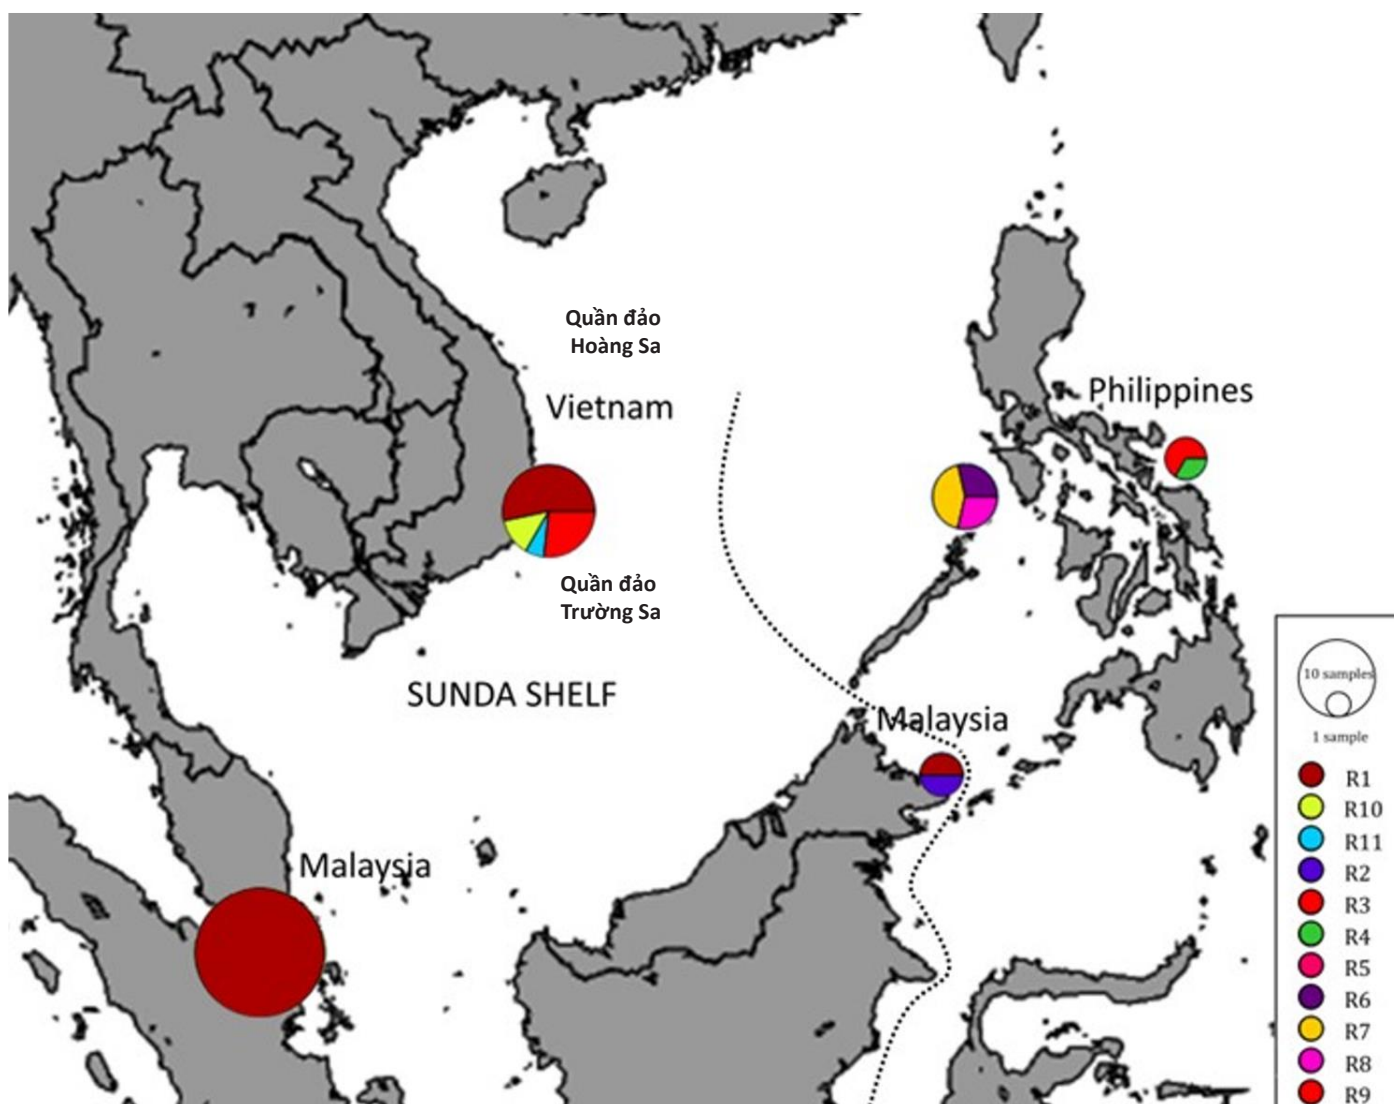 Quần đảo
Hoàng Sa
Vietnam
Philippines
Quần đảo
Trường Sa
SUNDA SHELF
Malaysia
Malaysia
10 samples
1 sample
R1
R10
R11
R2
R3
R4
R5
R6
R7
R8
R9